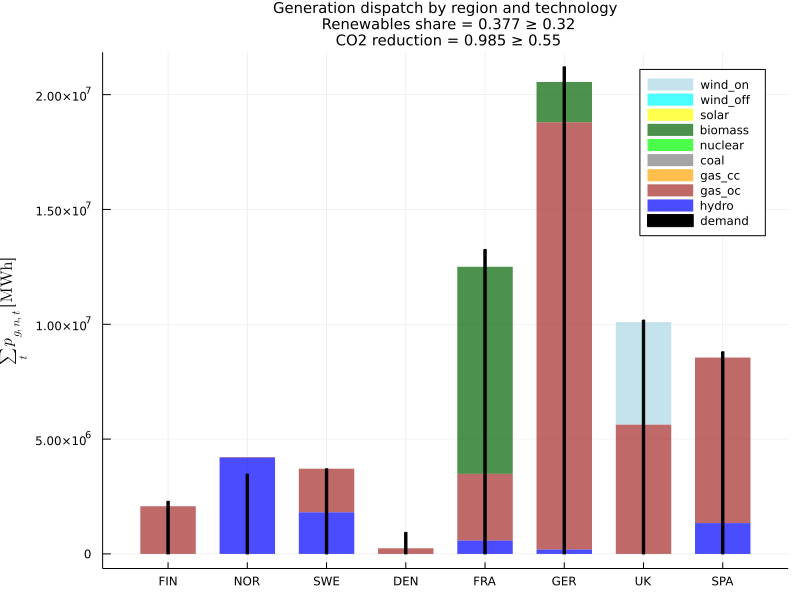 Generation dispatch by region and technology
Renewables share = 0.377 ≥ 0.32
CO2 reduction = 0.985 ≥ 0.55
∑_t p_{g,n,t} [MWh]
2.00×10⁷
1.50×10⁷
1.00×10⁷
5.00×10⁶
0
wind_on
wind_off
solar
biomass
nuclear
coal
gas_cc
gas_oc
hydro
demand
FIN NOR SWE DEN FRA GER UK SPA